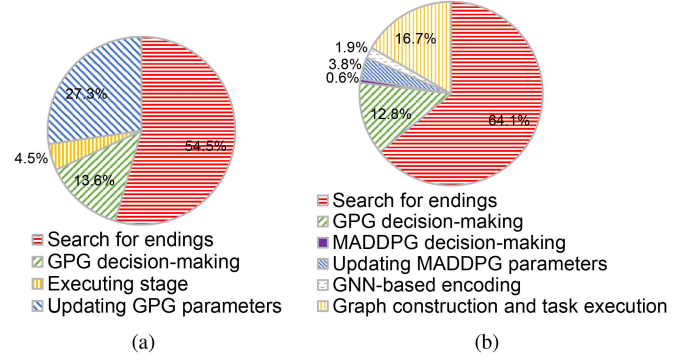 27.3%
54.5%
4.5%
13.6%
Search for endings
GPG decision-making
Executing stage
Updating GPG parameters
(a)
16.7%
1.9%
3.8%
0.6%
12.8%
64.1%
Search for endings
GPG decision-making
MADDPG decision-making
Updating MADDPG parameters
GNN-based encoding
Graph construction and task execution
(b)